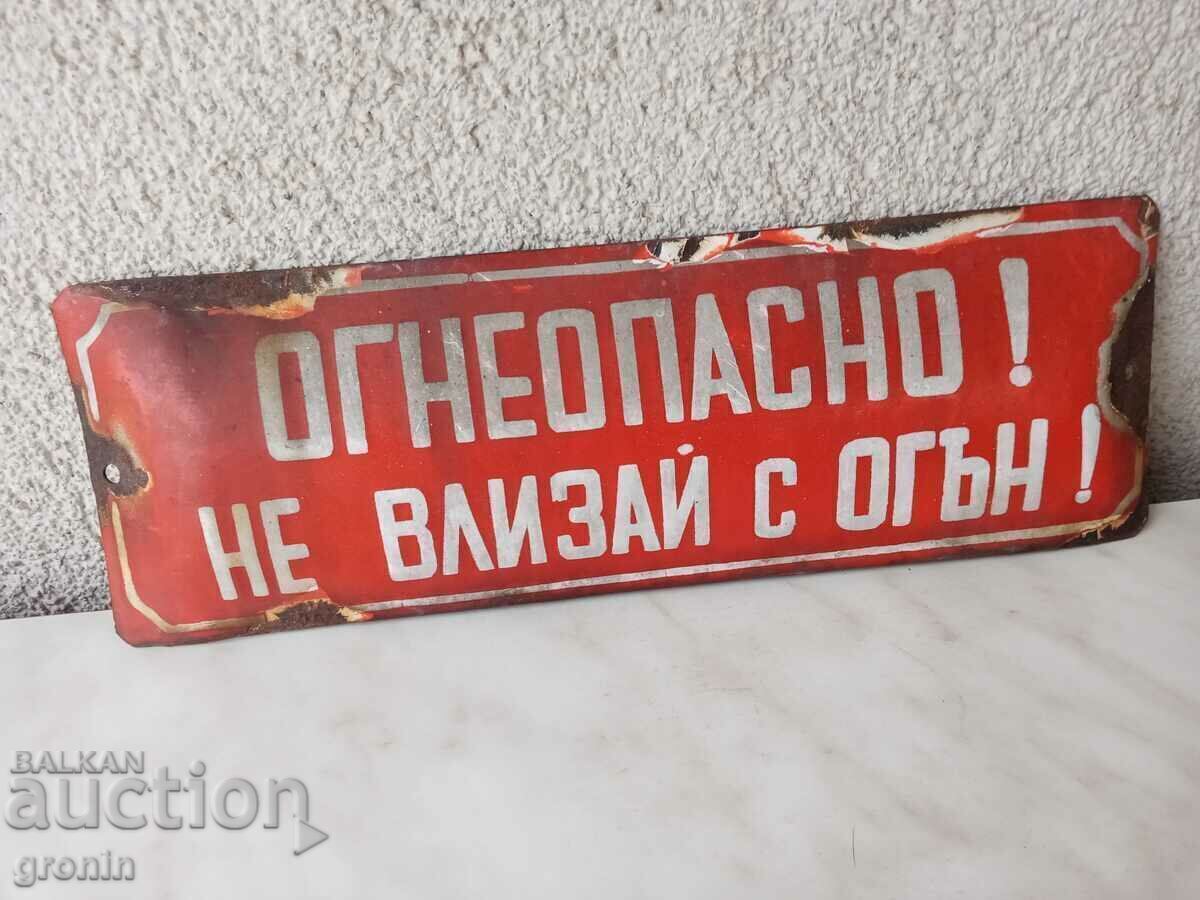 ОГНЕОПАСНО!
НЕ ВЛИЗАЙ С ОГЪН!
BALKAN
auction
gronin